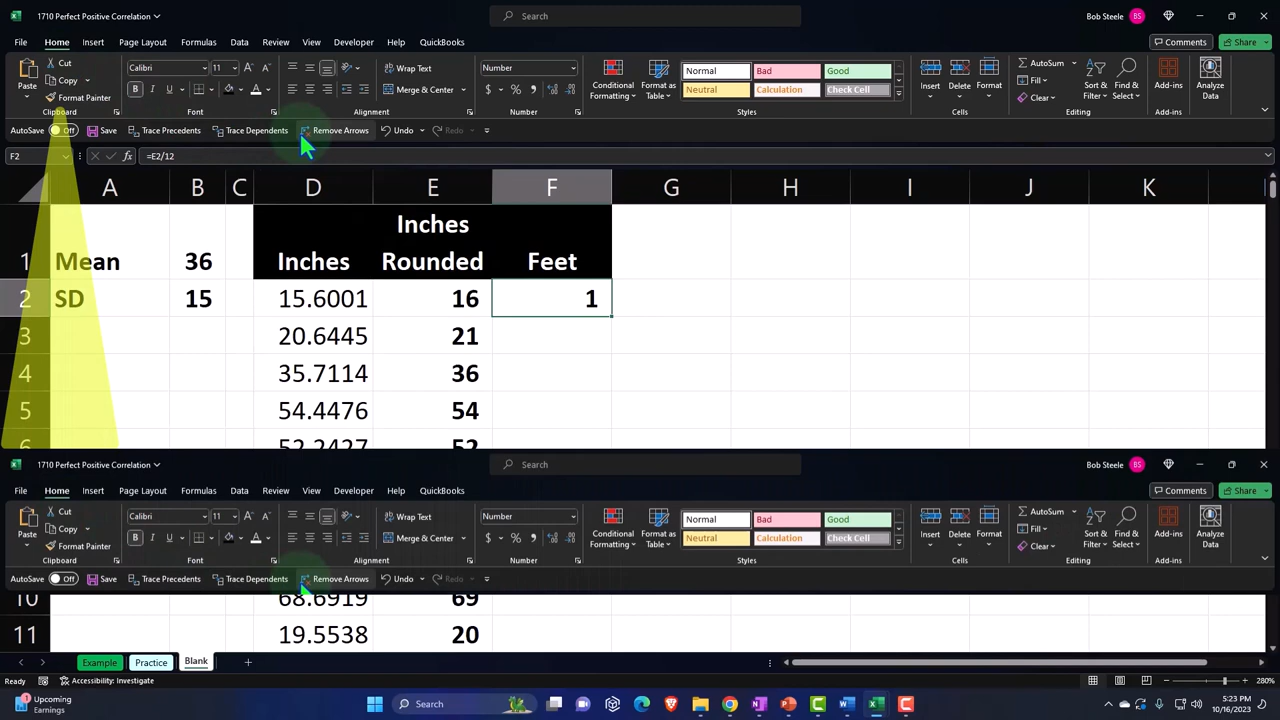 1710 Perfect Positive Correlation
Search
Bob Steele BS
File Home Insert Page Layout Formulas Data Review View Developer Help QuickBooks
Comments Share
Paste
Cut
Copy
Format Painter
Clipboard
Calibri 11
B I U
Font
Wrap Text
Merge & Center
Alignment
Number
$ % ,
Number
Conditional Formatting
Format as Table
Normal Bad Good
Neutral Calculation Check Cell
Styles
Insert Delete Format
Cells
AutoSum
Fill
Clear
Sort & Filter
Find & Select
Editing
Add-ins
Add-ins
Analyze Data
AutoSave Off Save Trace Precedents Trace Dependents Remove Arrows Undo Redo
F2 fx =E2/12
A B C D E F G H I J K
Inches
1 Mean 36 Inches Rounded Feet
2 SD 15 15.6001 16 1
3 20.6445 21
4 35.7114 36
5 54.4476 54
6 52.2427 52
1710 Perfect Positive Correlation
Search
Bob Steele BS
File Home Insert Page Layout Formulas Data Review View Developer Help QuickBooks
Comments Share
Paste
Cut
Copy
Format Painter
Clipboard
Calibri 11
B I U
Font
Wrap Text
Merge & Center
Alignment
Number
$ % ,
Number
Conditional Formatting
Format as Table
Normal Bad Good
Neutral Calculation Check Cell
Styles
Insert Delete Format
Cells
AutoSum
Fill
Clear
Sort & Filter
Find & Select
Editing
Add-ins
Add-ins
Analyze Data
AutoSave Off Save Trace Precedents Trace Dependents Remove Arrows Undo Redo
10 68.6919 69
11 19.5538 20
Example Practice Blank
Ready Accessibility: Investigate 280%
Upcoming
Earnings
Search
5:23 PM
10/16/2023